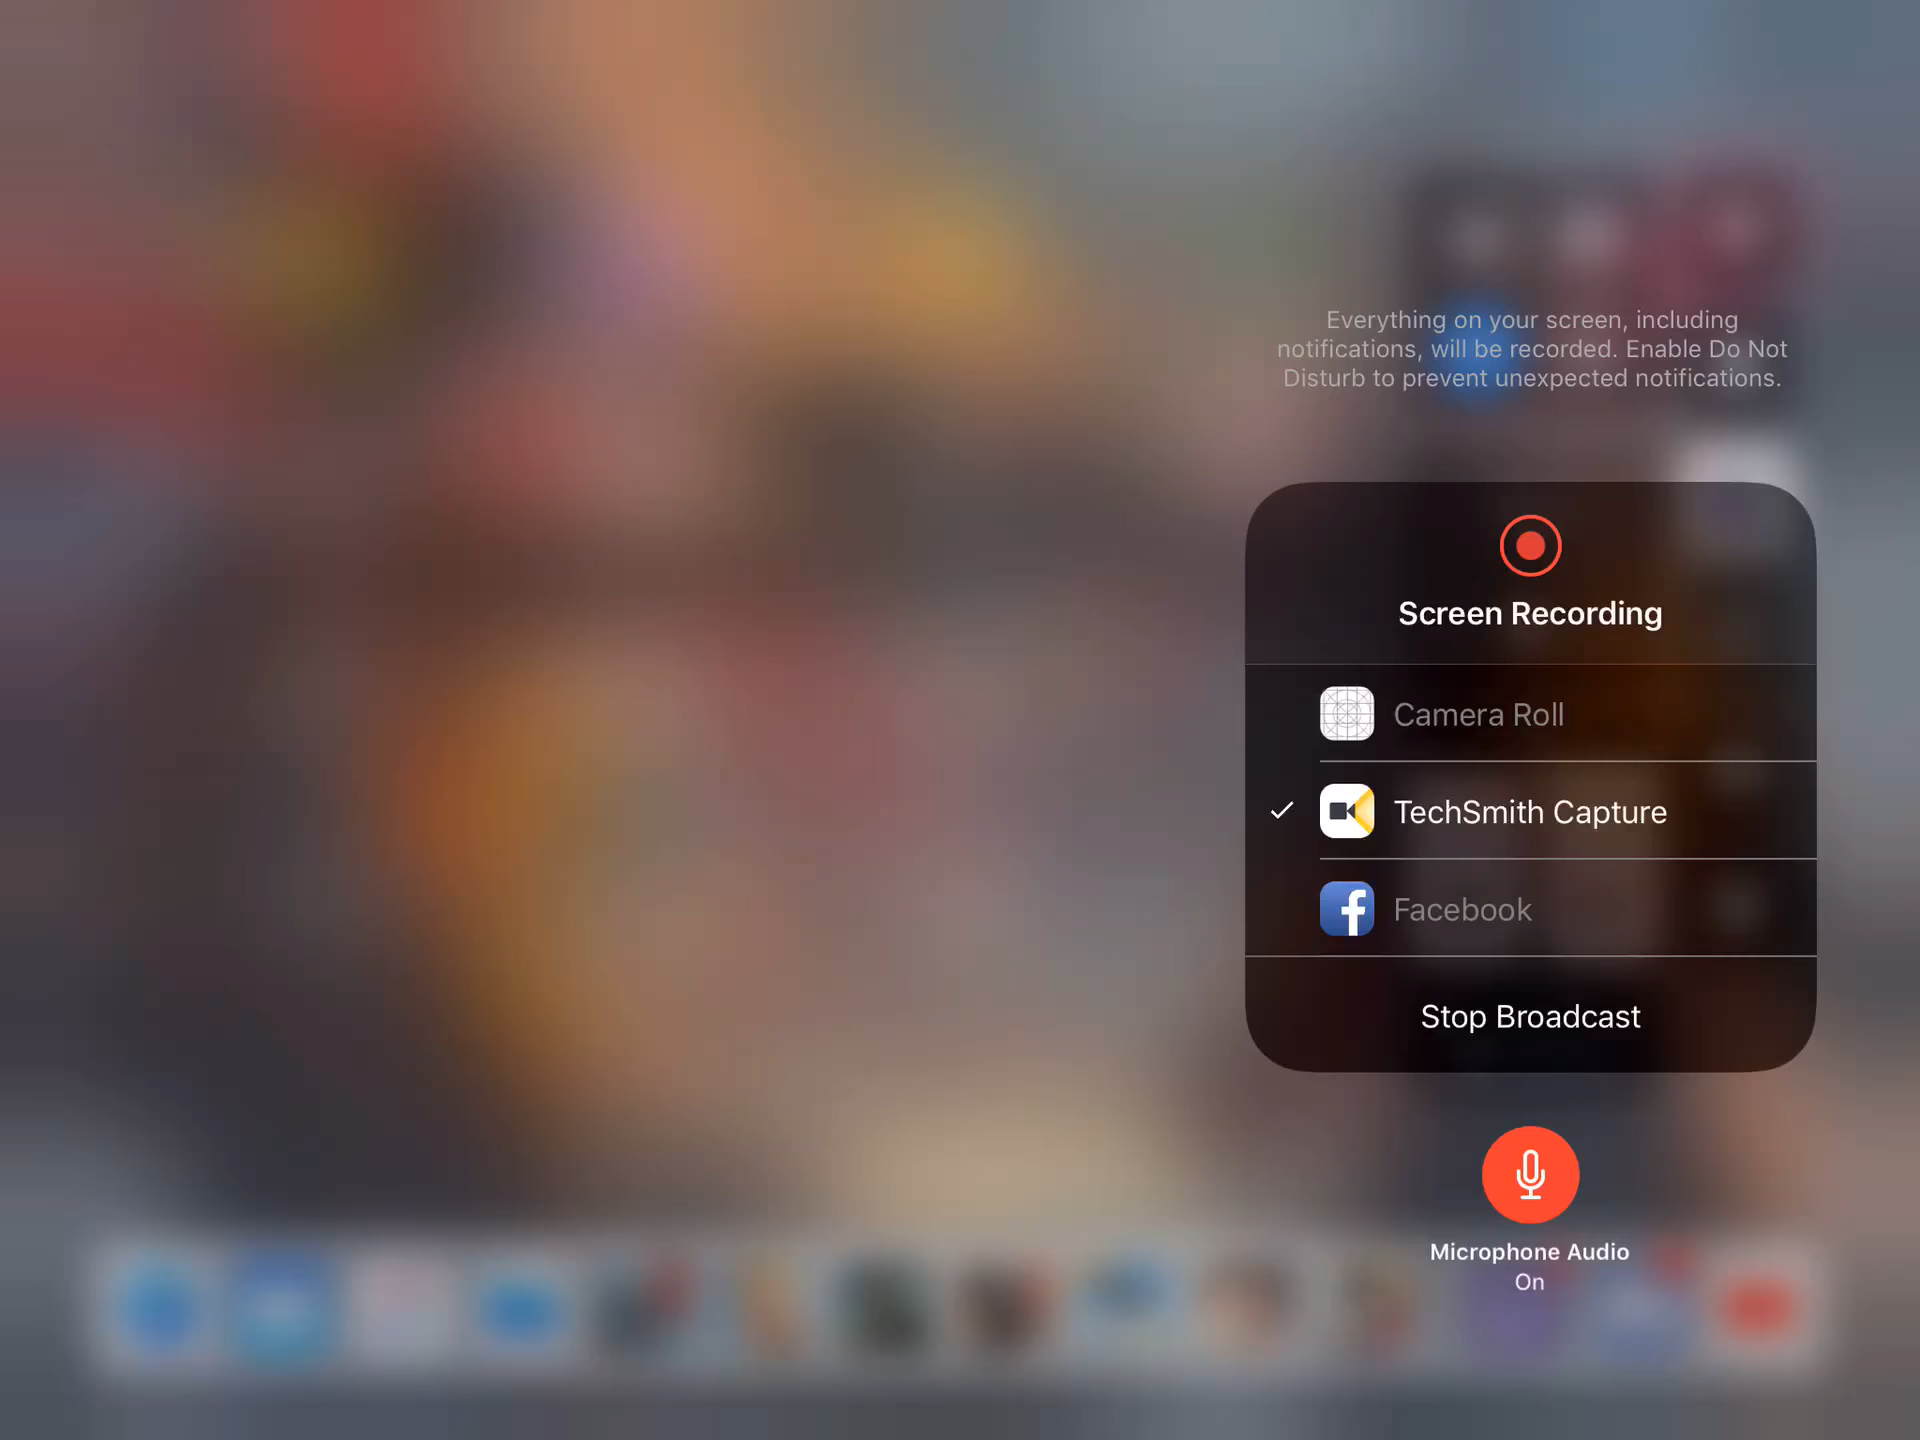 Everything on your screen, including
notifications, will be recorded. Enable Do Not
Disturb to prevent unexpected notifications.
Screen Recording
Camera Roll
TechSmith Capture
Facebook
Stop Broadcast
Microphone Audio
On